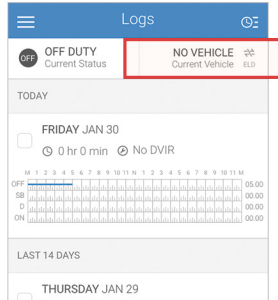 Logs
OFF OFF DUTY
Current Status
NO VEHICLE
Current Vehicle ELD
TODAY
FRIDAY JAN 30
0 hr 0 min No DVIR
M 1 2 3 4 5 6 7 8 9 10 11 N 1 2 3 4 5 6 7 8 9 10 11 M
OFF 05.00
SB 00.00
D 00.00
ON 00.00
LAST 14 DAYS
THURSDAY JAN 29